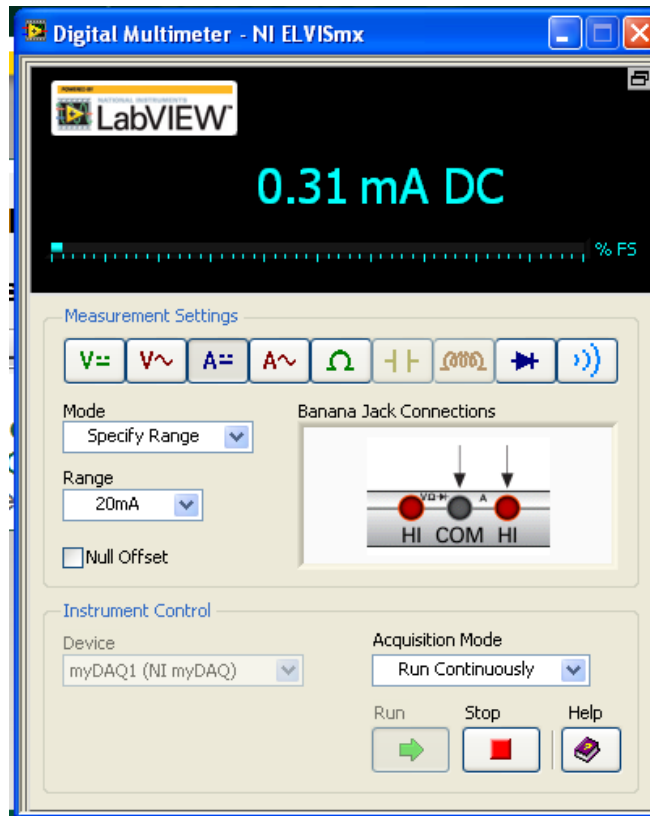 Digital Multimeter - NI ELVISmx
POWERED BY
NATIONAL INSTRUMENTS
LabVIEW™
0.31 mA DC
% FS
Measurement Settings
V
V
A
A
Ω
Mode
Banana Jack Connections
Specify Range
Range
20mA
VΩ
A
HI COM HI
Null Offset
Instrument Control
Device
Acquisition Mode
myDAQ1 (NI myDAQ)
Run Continuously
Run
Stop
Help